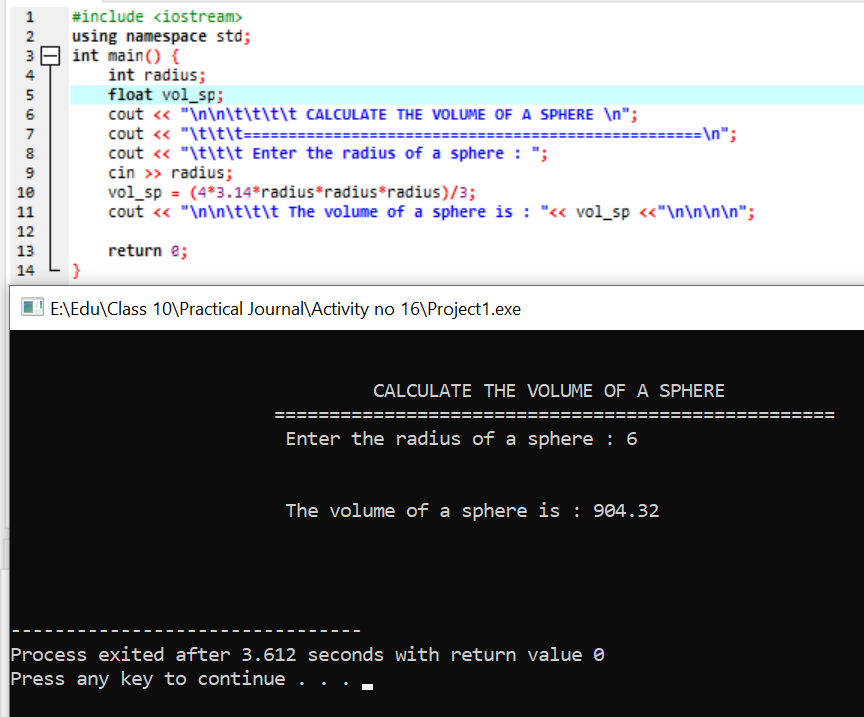 1 #include <iostream>
2 using namespace std;
3 int main() {
4 int radius;
5 float vol_sp;
6 cout << "\n\n\t\t\t\t CALCULATE THE VOLUME OF A SPHERE \n";
7 cout << "\t\t\t===================================================\n";
8 cout << "\t\t\t Enter the radius of a sphere : ";
9 cin >> radius;
10 vol_sp = (4*3.14*radius*radius*radius)/3;
11 cout << "\n\n\t\t\t The volume of a sphere is : "<< vol_sp <<"\n\n\n\n";
12
13 return 0;
14 }
E:\Edu\Class 10\Practical Journal\Activity no 16\Project1.exe
CALCULATE THE VOLUME OF A SPHERE
===================================================
Enter the radius of a sphere : 6
The volume of a sphere is : 904.32
--------------------------------
Process exited after 3.612 seconds with return value 0
Press any key to continue . . .